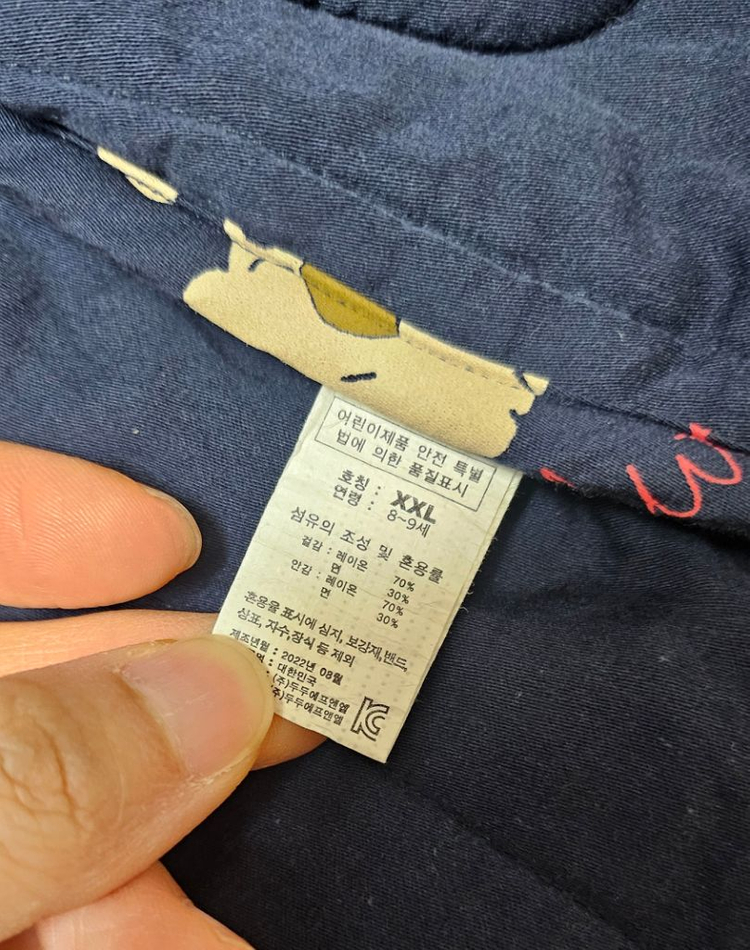 어린이제품 안전 특별
법에 의한 품질표시
호칭 : XXL
연령 : 8~9세
섬유의 조성 및 혼용률
겉감 : 레이온 70%
면 30%
안감 : 레이온 70%
면 30%
혼용율 표시에 심지, 보강재,밴드,
상표, 자수,장식 등 제외
제조년월 : 2022년 08월
: 대한민국
(주)두두에프앤엘
(주)두두에프앤엘